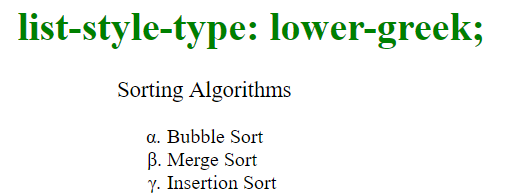 list-style-type: lower-greek;
Sorting Algorithms
α. Bubble Sort
β. Merge Sort
γ. Insertion Sort